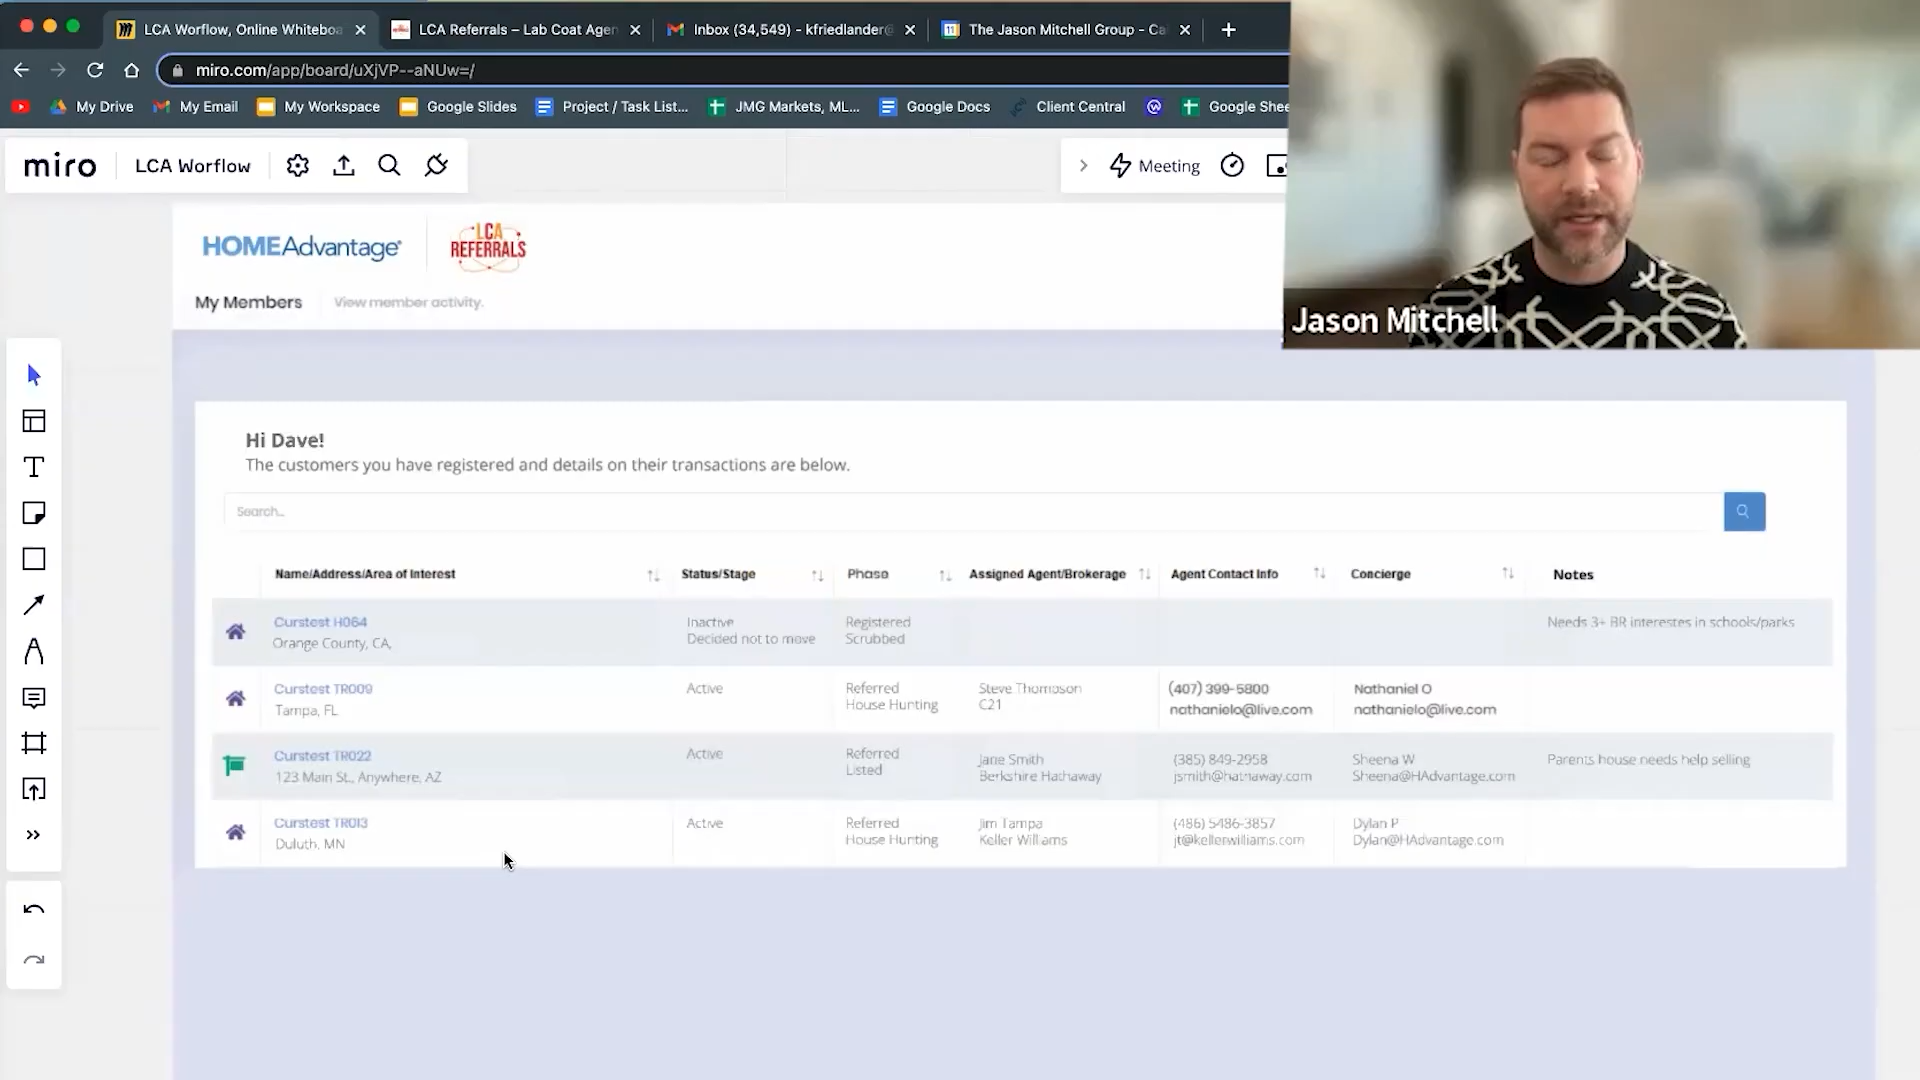 LCA Worflow, Online Whiteboa
LCA Referrals – Lab Coat Agen
Inbox (34,549) - kfriedlander@
The Jason Mitchell Group - Ca
miro.com/app/board/uXjVP--aNUw=/
My Drive
My Email
My Workspace
Google Slides
Project / Task List...
JMG Markets, ML...
Google Docs
Client Central
Google Shee
miro
LCA Worflow
Meeting
HOMEAdvantage
LCA
REFERRALS
My Members
View member activity.
Jason Mitchell
Hi Dave!
The customers you have registered and details on their transactions are below.
Search...
Name/Address/Area of Interest Status/Stage Phase Assigned Agent/Brokerage Agent Contact Info Concierge Notes
Curstest H064 Inactive Registered Needs 3+ BR interestes in schools/parks
Orange County, CA, Decided not to move Scrubbed
Curstest TR009 Active Referred Steve Thompson (407) 399-5800 Nathaniel O
Tampa, FL House Hunting C21 nathanielo@live.com nathanielo@live.com
Curstest TR022 Active Referred Jane Smith (385) 849-2958 Sheena W Parents house needs help selling
123 Main St., Anywhere, AZ Listed Berkshire Hathaway jsmith@hathaway.com Sheena@HAdvantage.com
Curstest TR013 Active Referred Jim Tampa (486) 5486-3857 Dylan P
Duluth, MN House Hunting Keller Williams jt@kellerwilliams.com Dylan@HAdvantage.com